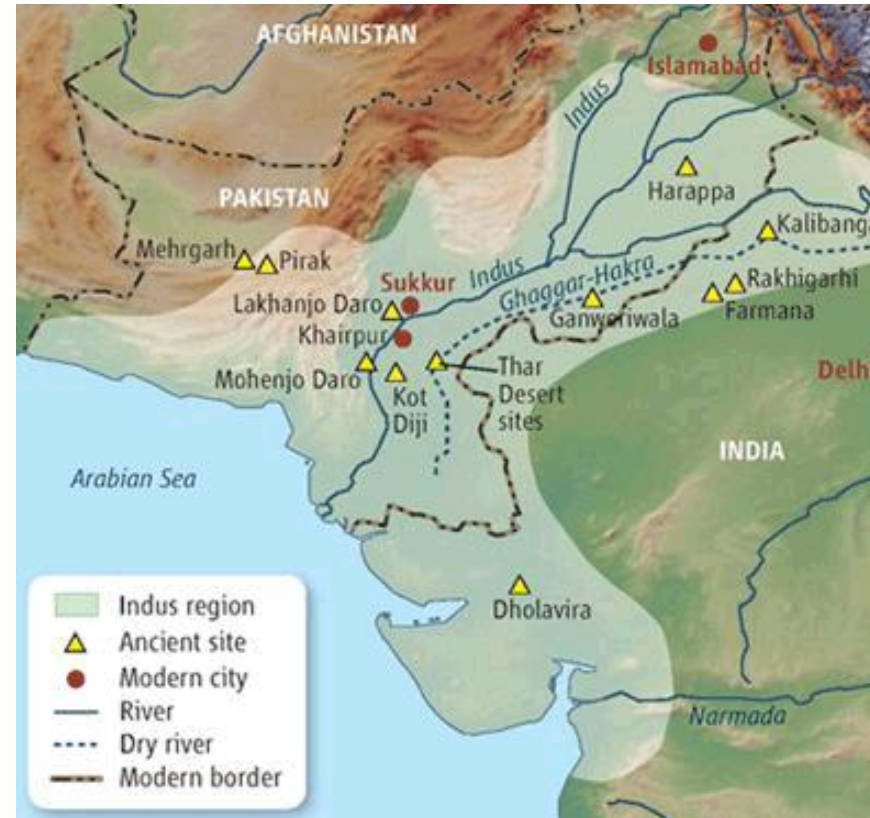 AFGHANISTAN
Islamabad
Indus
Harappa
PAKISTAN
Kalibanga
Mehrgarh
Pirak
Sukkur
Indus
Ghaggar-Hakra
Rakhigarhi
Lakhanjo Daro
Ganweriwala
Farmana
Khairpur
Mohenjo Daro
Kot
Diji
Thar
Desert
sites
Delh
INDIA
Arabian Sea
Dholavira
Narmada
Indus region
Ancient site
Modern city
River
Dry river
Modern border